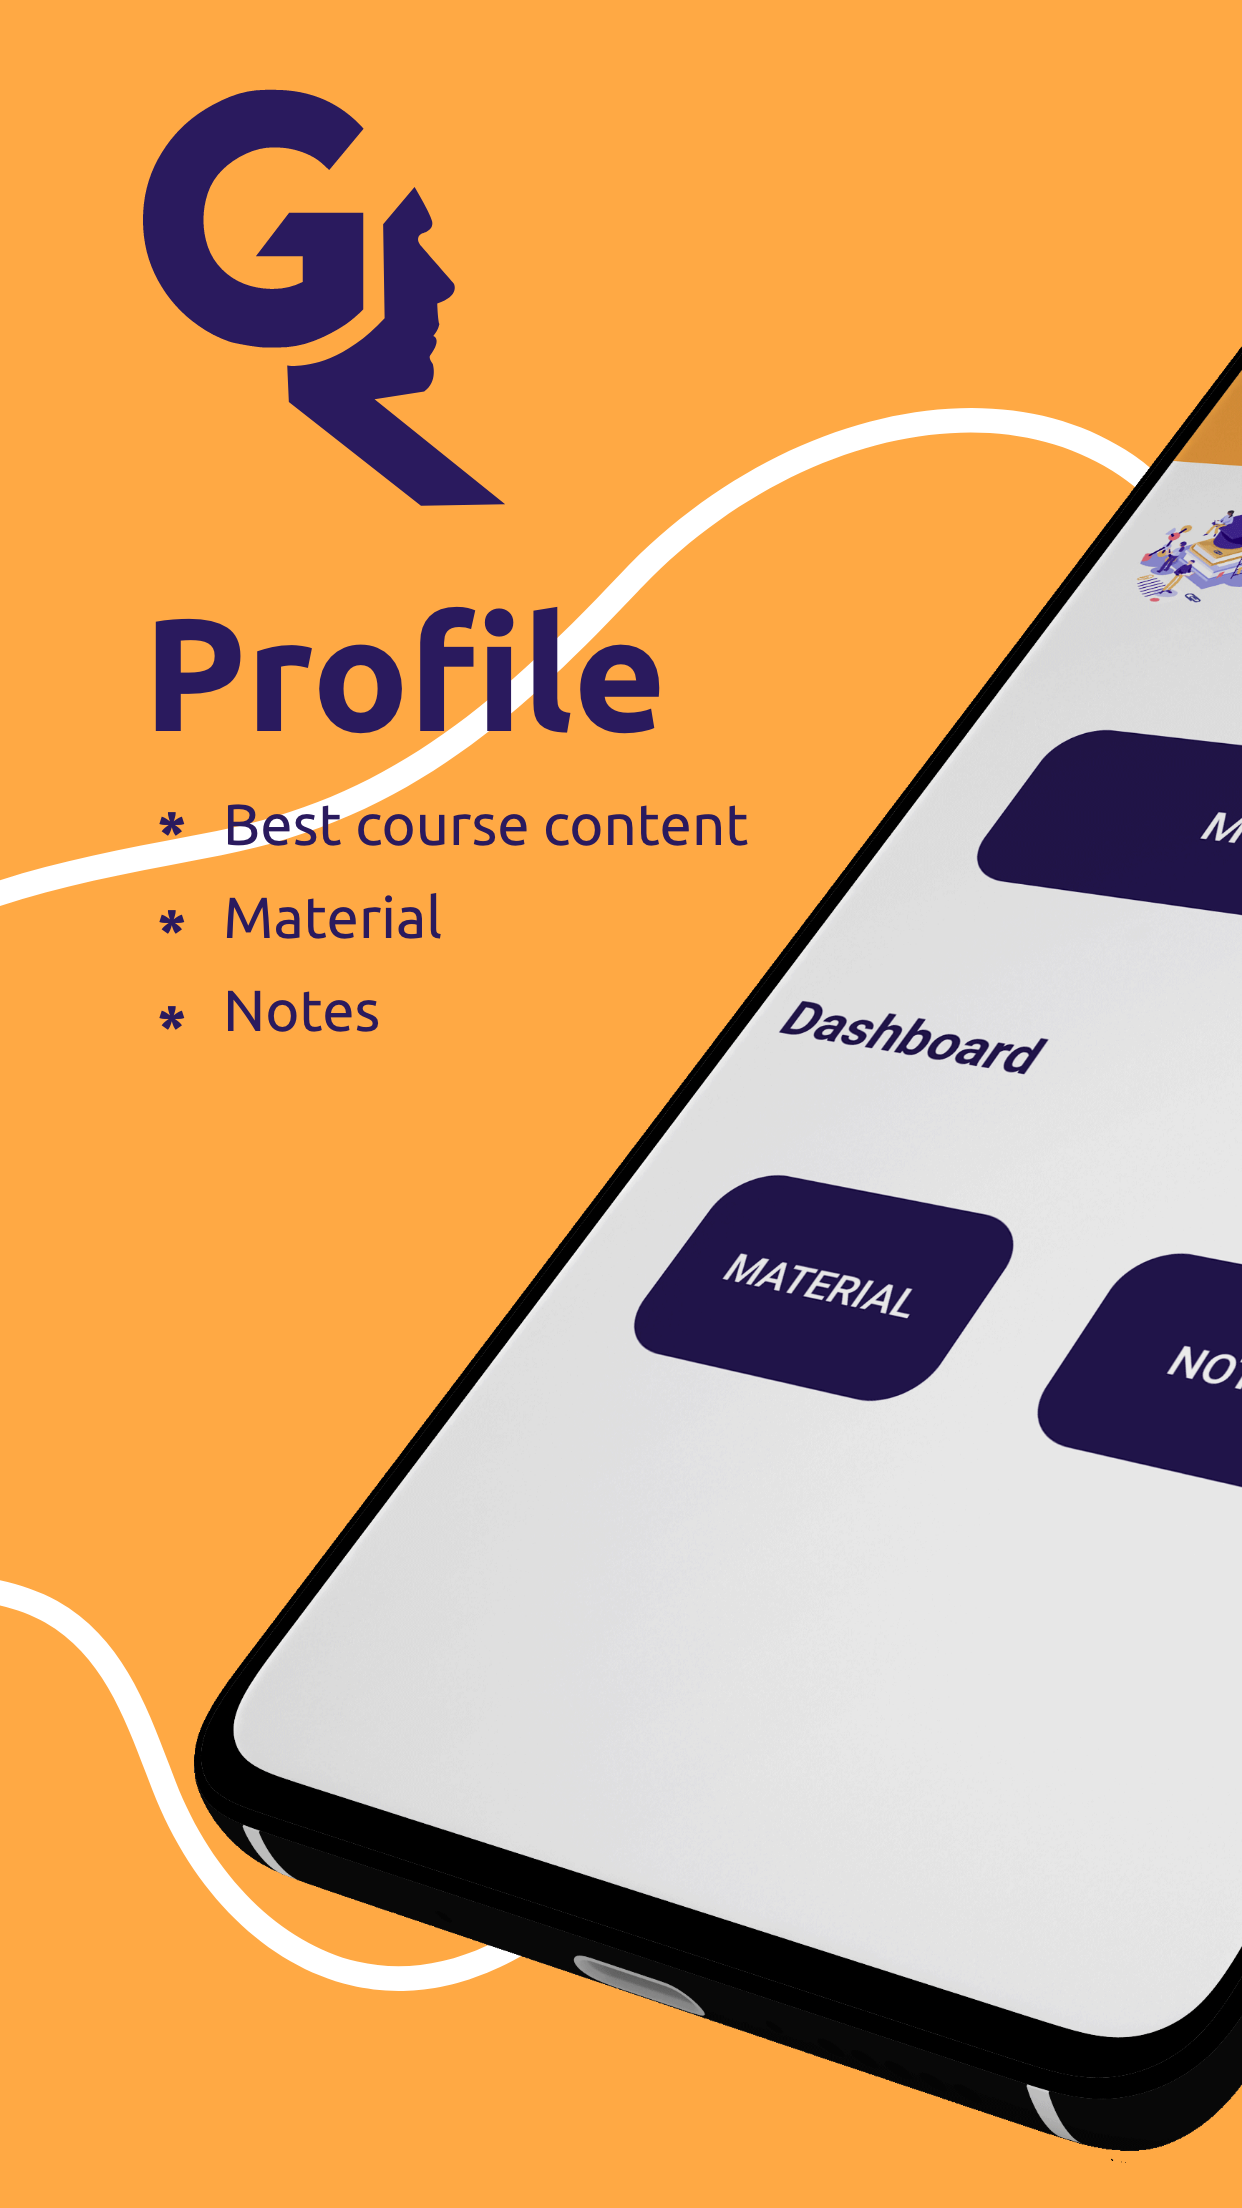 G
Profile
* Best course content
* Material
* Notes
Dashboard
MATERIAL